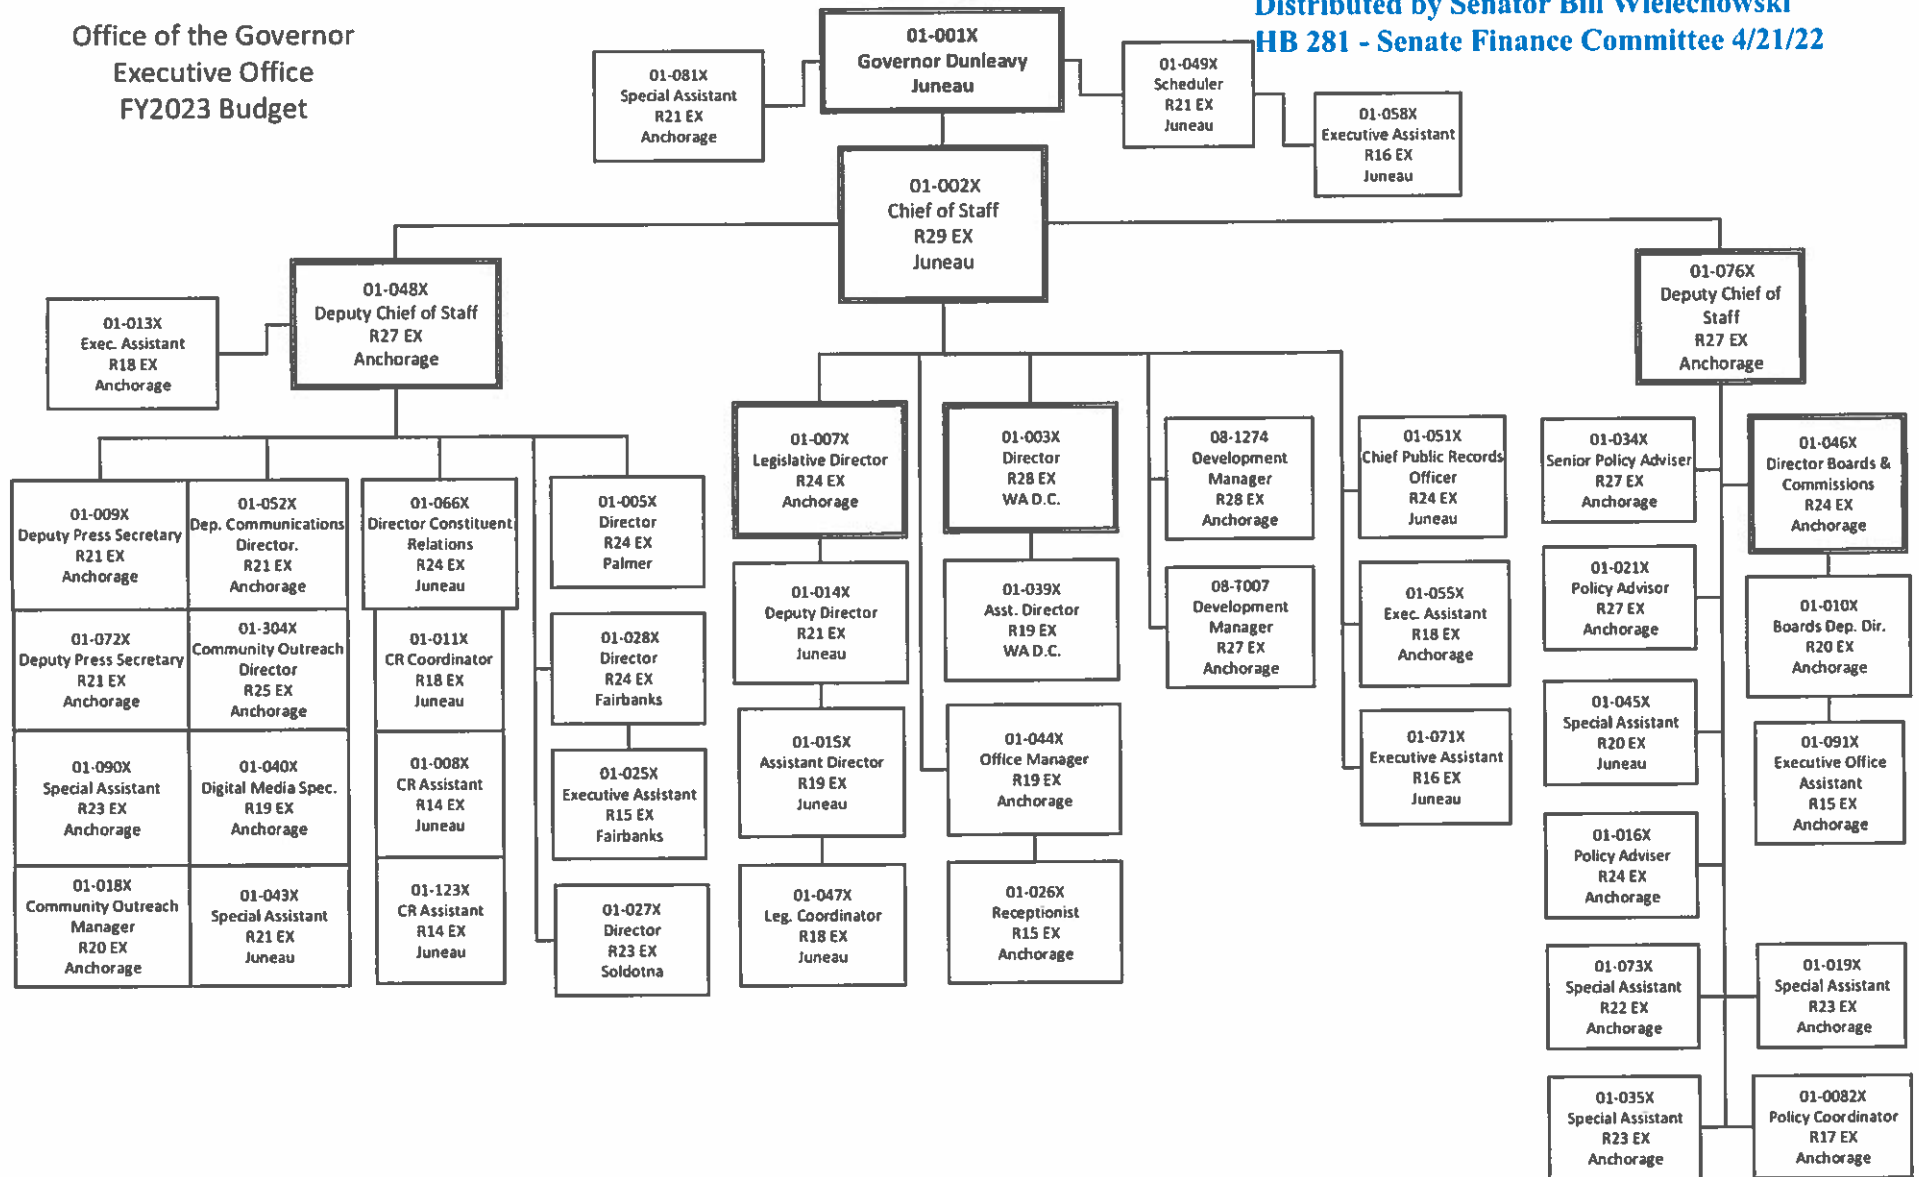 Office of the Governor
Executive Office
FY2023 Budget
Distributed by Senator Bill Wielechowski
HB 281 - Senate Finance Committee 4/21/22
01-001X
Governor Dunleavy
Juneau
01-081X
Special Assistant
R21 EX
Anchorage
01-049X
Scheduler
R21 EX
Juneau
01-058X
Executive Assistant
R16 EX
Juneau
01-002X
Chief of Staff
R29 EX
Juneau
01-048X
Deputy Chief of Staff
R27 EX
Anchorage
01-013X
Exec. Assistant
R18 EX
Anchorage
01-076X
Deputy Chief of
Staff
R27 EX
Anchorage
01-009X
Deputy Press Secretary
R21 EX
Anchorage
01-072X
Deputy Press Secretary
R21 EX
Anchorage
01-090X
Special Assistant
R23 EX
Anchorage
01-018X
Community Outreach
Manager
R20 EX
Anchorage
01-052X
Dep. Communications
Director.
R21 EX
Anchorage
01-304X
Community Outreach
Director
R25 EX
Anchorage
01-040X
Digital Media Spec.
R19 EX
Anchorage
01-043X
Special Assistant
R21 EX
Juneau
01-066X
Director Constituent
Relations
R24 EX
Juneau
01-011X
CR Coordinator
R18 EX
Juneau
01-008X
CR Assistant
R14 EX
Juneau
01-123X
CR Assistant
R14 EX
Juneau
01-005X
Director
R24 EX
Palmer
01-028X
Director
R24 EX
Fairbanks
01-025X
Executive Assistant
R15 EX
Fairbanks
01-027X
Director
R23 EX
Soldotna
01-007X
Legislative Director
R24 EX
Anchorage
01-014X
Deputy Director
R21 EX
Juneau
01-015X
Assistant Director
R19 EX
Juneau
01-047X
Leg. Coordinator
R18 EX
Juneau
01-003X
Director
R28 EX
WA D.C.
01-039X
Asst. Director
R19 EX
WA D.C.
01-044X
Office Manager
R19 EX
Anchorage
01-026X
Receptionist
R15 EX
Anchorage
08-1274
Development
Manager
R28 EX
Anchorage
08-T007
Development
Manager
R27 EX
Anchorage
01-051X
Chief Public Records
Officer
R24 EX
Juneau
01-055X
Exec. Assistant
R18 EX
Anchorage
01-071X
Executive Assistant
R16 EX
Juneau
01-034X
Senior Policy Adviser
R27 EX
Anchorage
01-021X
Policy Advisor
R27 EX
Anchorage
01-045X
Special Assistant
R20 EX
Juneau
01-016X
Policy Adviser
R24 EX
Anchorage
01-073X
Special Assistant
R22 EX
Anchorage
01-035X
Special Assistant
R23 EX
Anchorage
01-046X
Director Boards &
Commissions
R24 EX
Anchorage
01-010X
Boards Dep. Dir.
R20 EX
Anchorage
01-091X
Executive Office
Assistant
R15 EX
Anchorage
01-019X
Special Assistant
R23 EX
Anchorage
01-0082X
Policy Coordinator
R17 EX
Anchorage